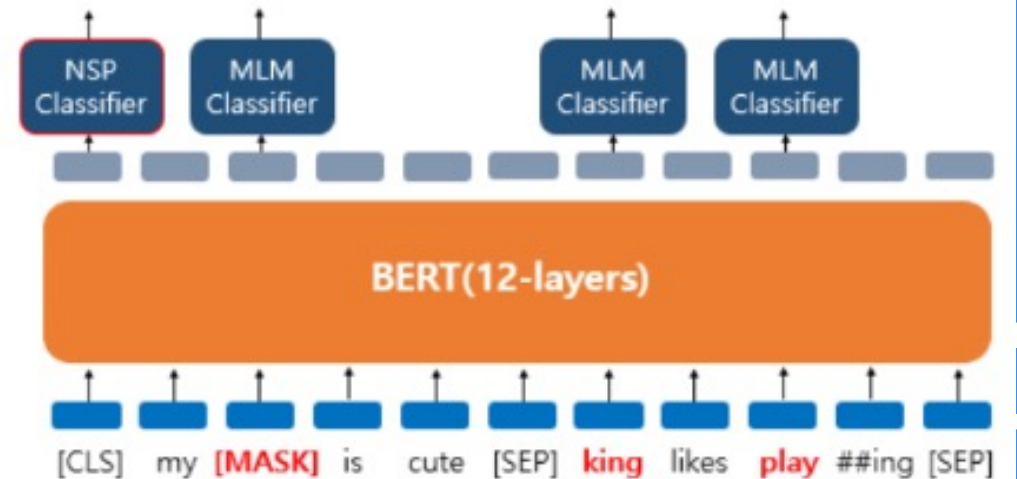 NSP
Classifier
MLM
Classifier
MLM
Classifier
MLM
Classifier
BERT(12-layers)
[CLS] my [MASK] is cute [SEP] king likes play ##ing [SEP]